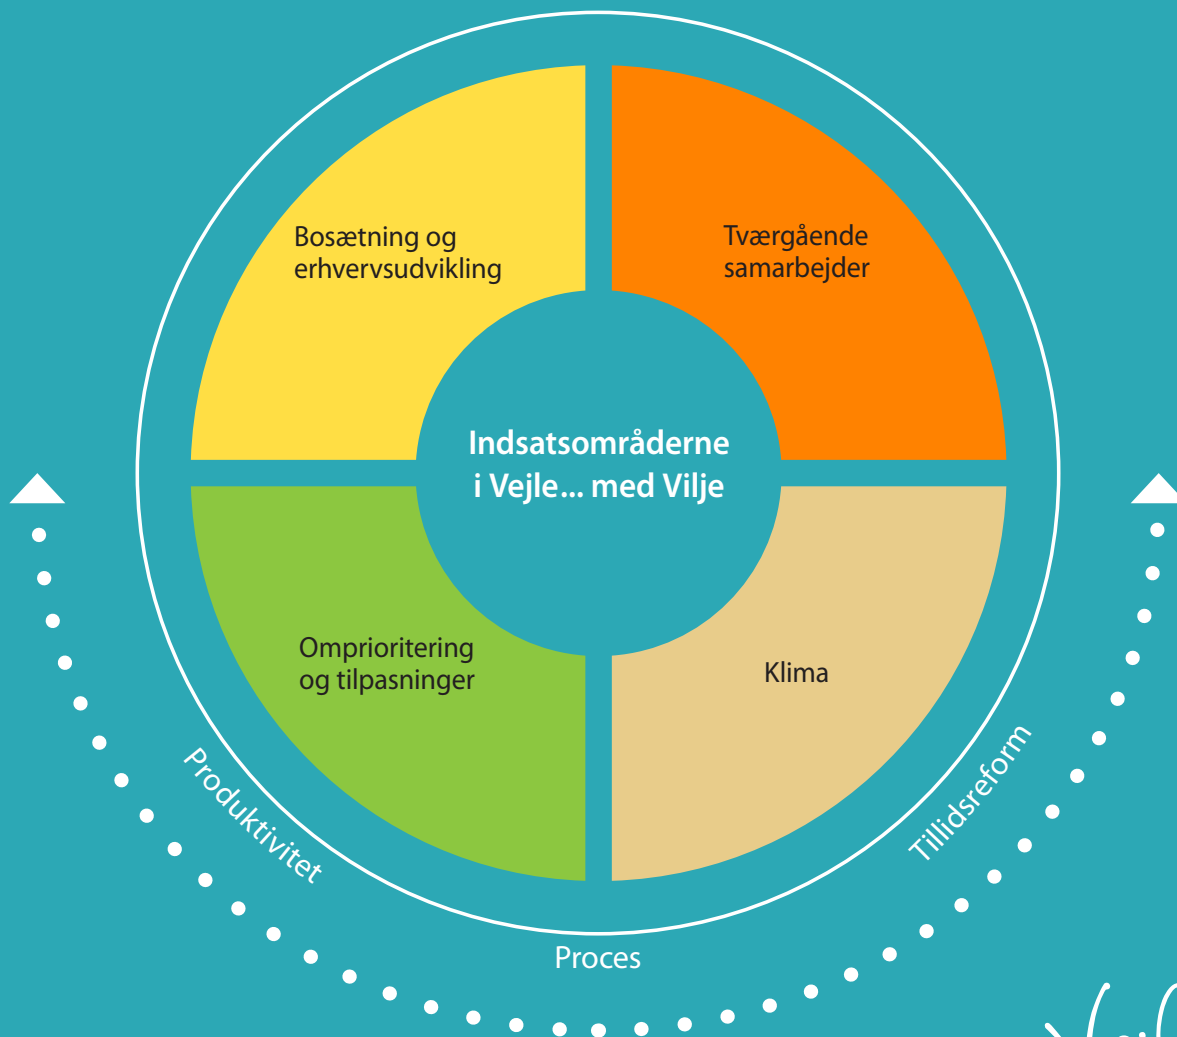 Bosætning og
erhvervsudvikling
Tværgående
samarbejder
Indsatsområderne
i Vejle... med Vilje
Omprioritering
og tilpasninger
Klima
Produktivitet
Proces
Tillidsreform